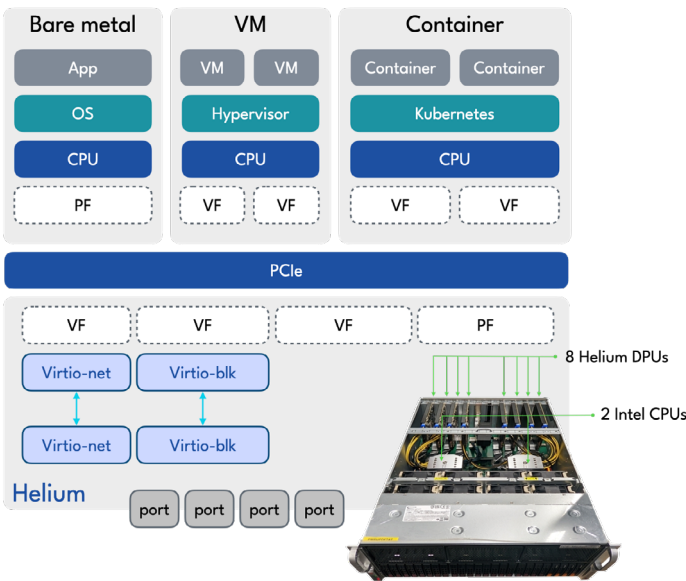 Bare metal
VM
Container
App
VM
VM
Container
Container
OS
Hypervisor
Kubernetes
CPU
CPU
CPU
PF
VF
VF
VF
VF
PCIe
VF
VF
VF
PF
Virtio-net
Virtio-blk
Virtio-net
Virtio-blk
Helium
port
port
port
port
8 Helium DPUs
2 Intel CPUs